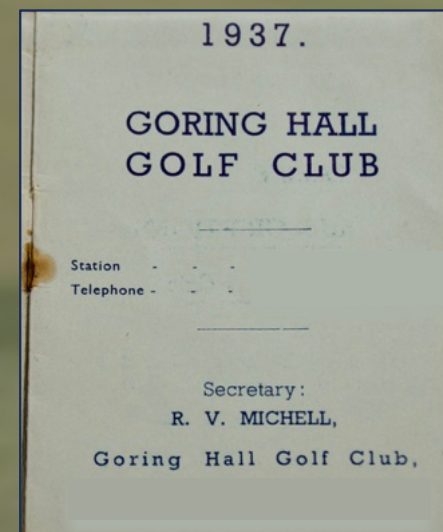 1937.
GORING HALL
GOLF CLUB
Station - - -
Telephone - - -
Secretary:
R. V. MICHELL,
Goring Hall Golf Club,